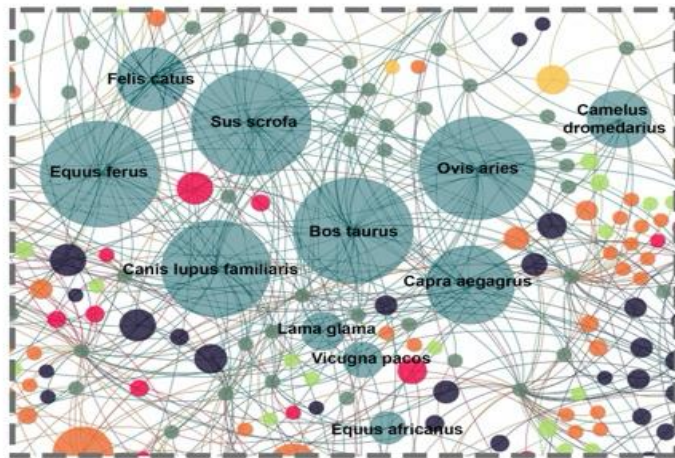 Felis catus
Sus scrofa
Camelus
dromedarius
Equus ferus
Ovis aries
Bos taurus
Canis lupus familiaris
Capra aegagrus
Lama glama
Vicugna pacos
Equus africanus